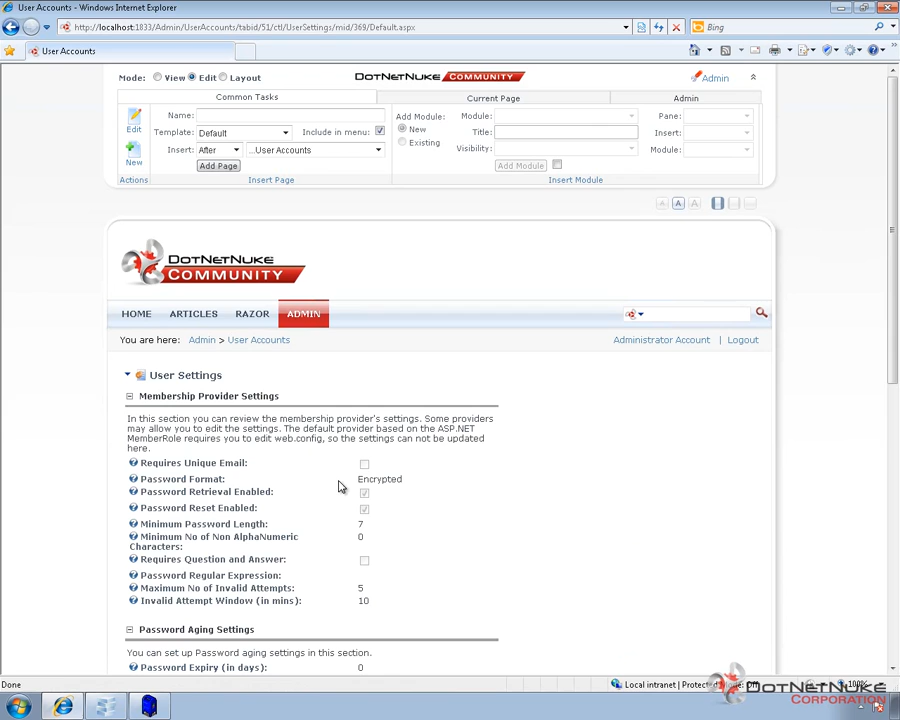 User Accounts - Windows Internet Explorer
http://localhost:1833/Admin/UserAccounts/tabid/51/ctl/UserSettings/mid/369/Default.aspx
Bing
User Accounts
Mode: View Edit Layout
DOTNETNUKE COMMUNITY
Admin
Common Tasks
Current Page
Admin
Edit
New
Actions
Name:
Template: Default Include in menu:
Insert: After ...User Accounts
Add Page
Insert Page
Add Module: Module:
New Title:
Existing Visibility:
Add Module
Insert Module
Pane:
Insert:
Module:
A A A
DOTNETNUKE
COMMUNITY
HOME ARTICLES RAZOR ADMIN
You are here: Admin > User Accounts
Administrator Account | Logout
User Settings
Membership Provider Settings
In this section you can review the membership provider's settings. Some providers
may allow you to edit the settings. The default provider based on the ASP.NET
MemberRole requires you to edit web.config, so the settings can not be updated
here.
Requires Unique Email:
Password Format: Encrypted
Password Retrieval Enabled:
Password Reset Enabled:
Minimum Password Length: 7
Minimum No of Non AlphaNumeric 0
Characters:
Requires Question and Answer:
Password Regular Expression:
Maximum No of Invalid Attempts: 5
Invalid Attempt Window (in mins): 10
Password Aging Settings
You can set up Password aging settings in this section.
Password Expiry (in days): 0
Done
Local intranet | Protected Mode: Off
100%
DOTNETNUKE
CORPORATION